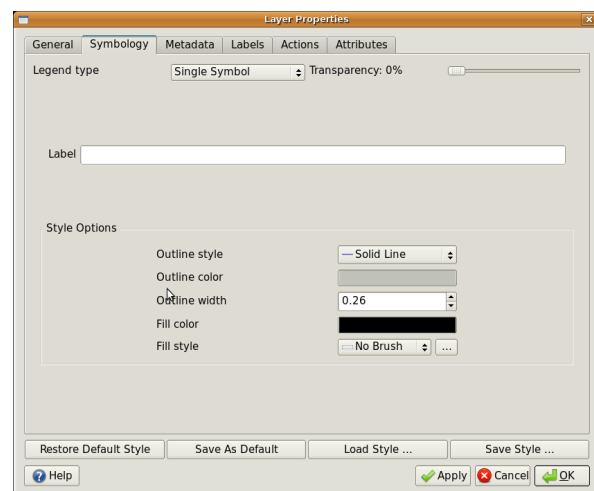 Layer Properties
General Symbology Metadata Labels Actions Attributes
Legend type Single Symbol Transparency: 0%
Label
Style Options
Outline style Solid Line
Outline color
Outline width 0.26
Fill color
Fill style No Brush ...
Restore Default Style Save As Default Load Style ... Save Style ...
Help Apply Cancel OK